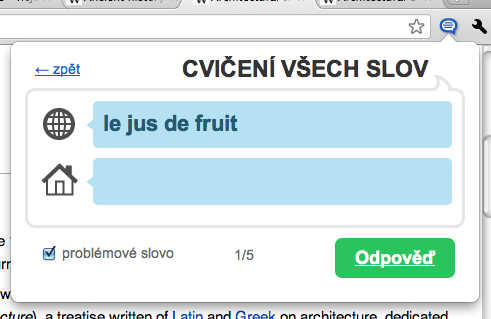 ← zpět
CVIČENÍ VŠECH SLOV
le jus de fruit
problémové slovo
1/5
Odpověď
cture), a treatise written of Latin and Greek on architecture, dedicated